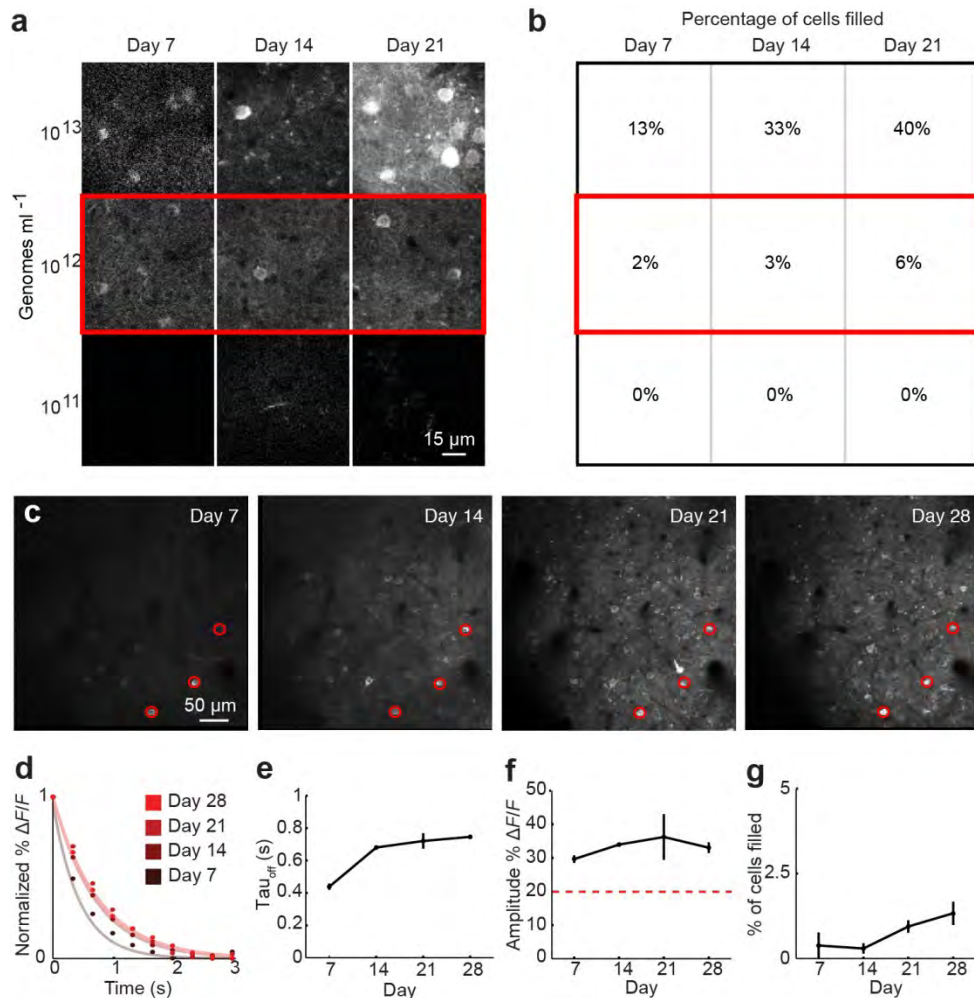 a
Day 7 Day 14 Day 21
Genomes ml -1
10^13
10^12
10^11
15 µm
b
Percentage of cells filled
Day 7 Day 14 Day 21
13% 33% 40%
2% 3% 6%
0% 0% 0%
c
Day 7
50 µm
Day 14
Day 21
Day 28
d
Normalized % ΔF/F
1
0
Day 28
Day 21
Day 14
Day 7
0 1 2 3
Time (s)
e
Tau_off (s)
1
0.8
0.6
0.4
0.2
0
7 14 21 28
Day
f
Amplitude % ΔF/F
50
40
30
20
10
0
7 14 21 28
Day
g
% of cells filled
5
0
7 14 21 28
Day